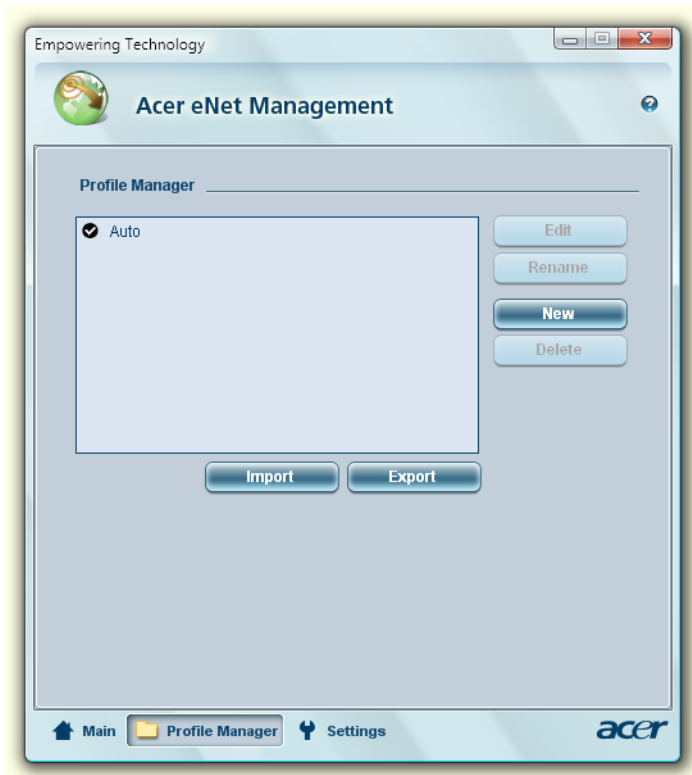 Empowering Technology
Acer eNet Management
Profile Manager
Auto
Edit
Rename
New
Delete
Import
Export
Main
Profile Manager
Settings
acer